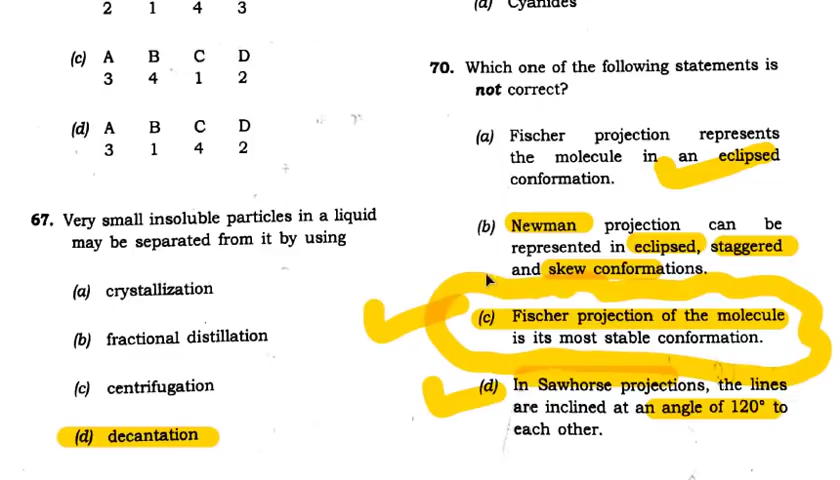 2 1 4 3
(c) A B C D
3 4 1 2
(d) A B C D
3 1 4 2
67. Very small insoluble particles in a liquid
may be separated from it by using
(a) crystallization
(b) fractional distillation
(c) centrifugation
(d) decantation
(d) Cyanides
70. Which one of the following statements is
not correct?
(a) Fischer projection represents
the molecule in an eclipsed
conformation.
(b) Newman projection can be
represented in eclipsed, staggered
and skew conformations.
(c) Fischer projection of the molecule
is its most stable conformation.
(d) In Sawhorse projections, the lines
are inclined at an angle of 120° to
each other.